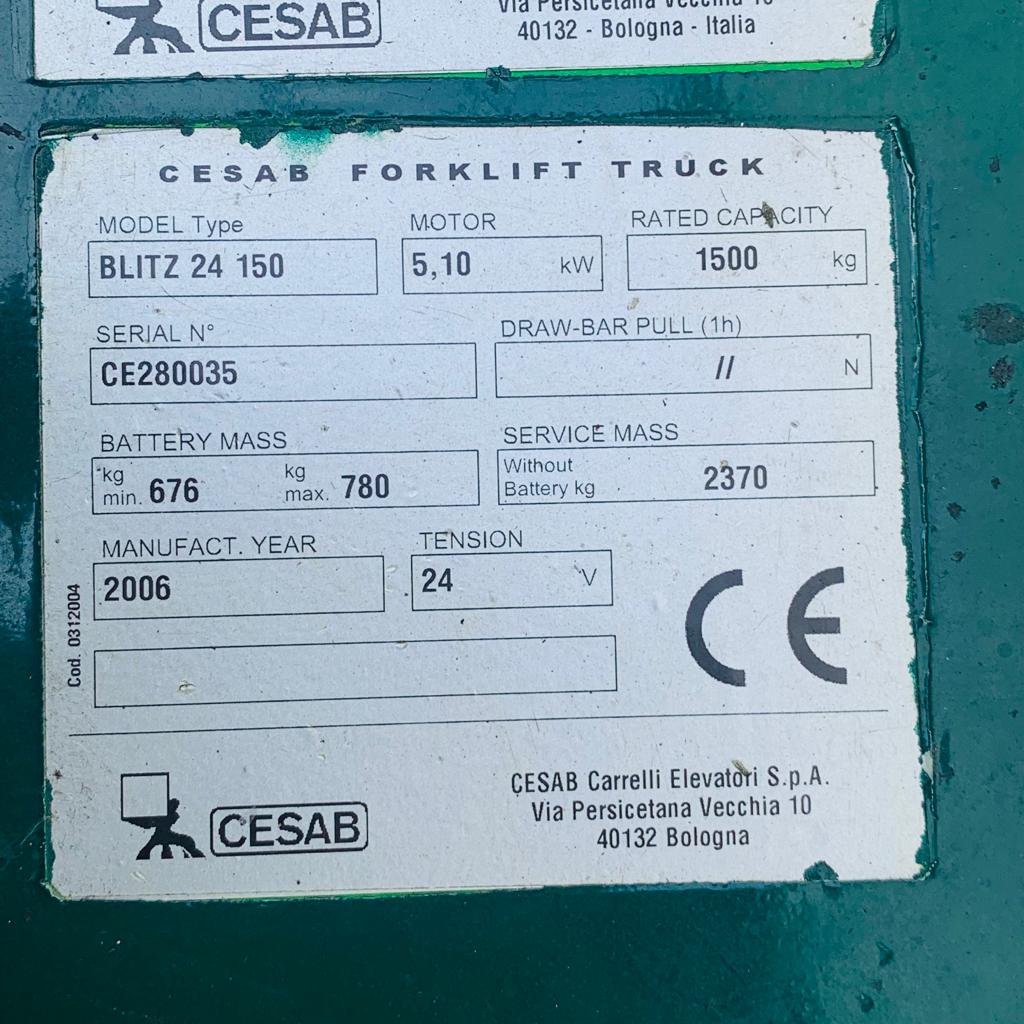 CESAB
Via Persicetana Vecchia 10
40132 - Bologna - Italia
CESAB FORKLIFT TRUCK
MODEL Type MOTOR RATED CAPACITY
BLITZ 24 150 5,10 kW 1500 kg
SERIAL N° DRAW-BAR PULL (1h)
CE280035 // N
BATTERY MASS SERVICE MASS
kg min. 676 kg max. 780 Without Battery kg 2370
MANUFACT. YEAR TENSION
2006 24 V
CE
Cod. 0312004
CESAB
CESAB Carrelli Elevatori S.p.A.
Via Persicetana Vecchia 10
40132 Bologna